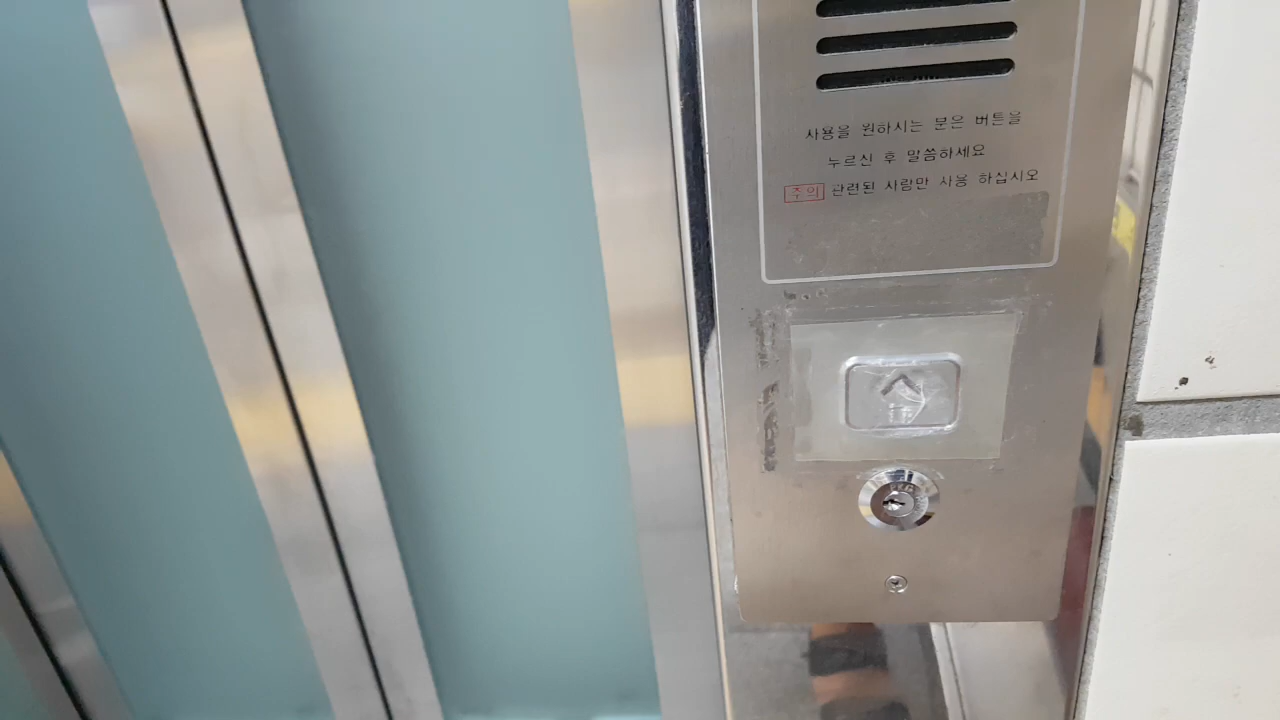 사용을 원하시는 분은 버튼을
누르신 후 말씀하세요
주의 관련된 사람만 사용 하십시오